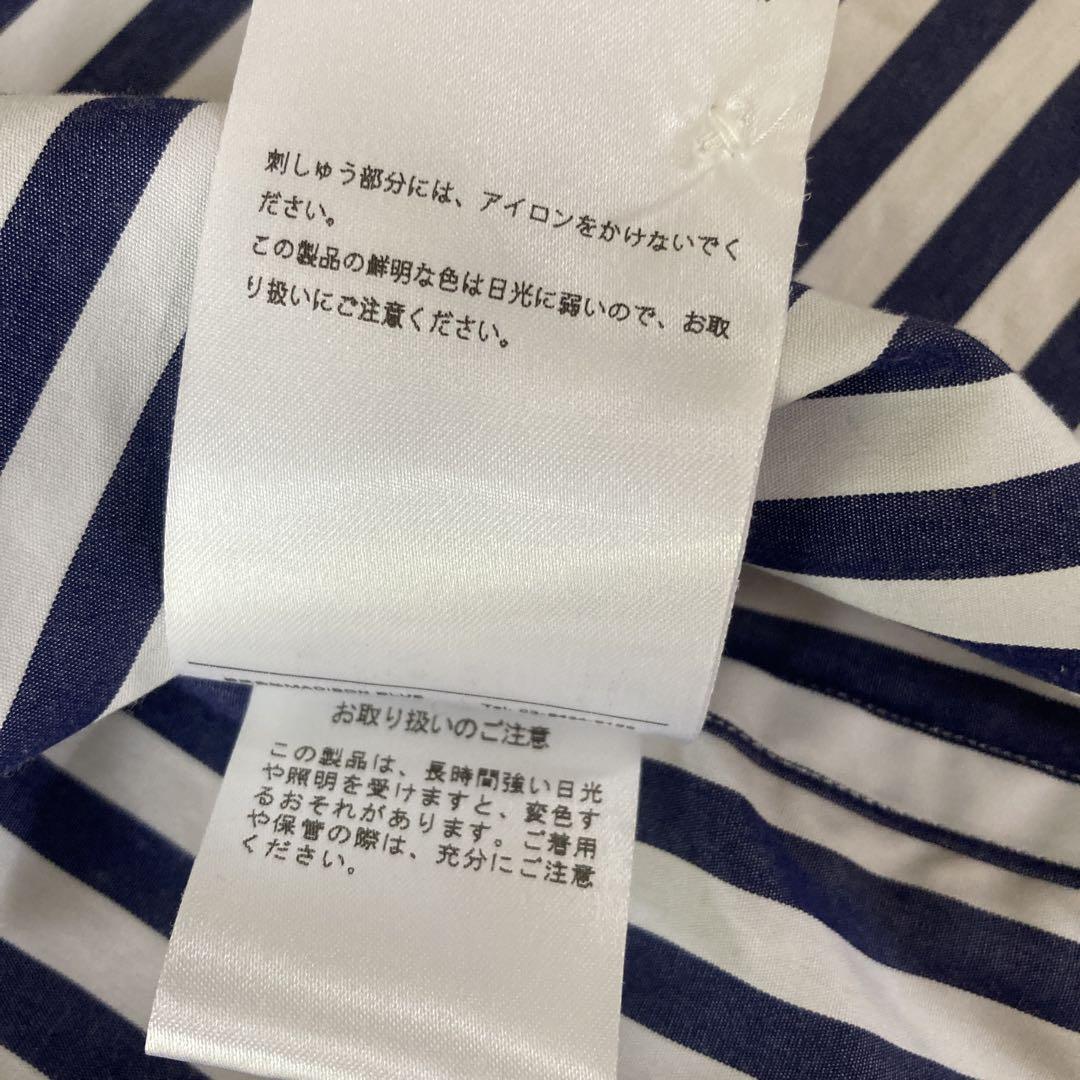 刺しゅう部分には、アイロンをかけないでく
ださい。
この製品の鮮明な色は日光に弱いので、お取
り扱いにご注意ください。
MADISON BLUE
お取り扱いのご注意
この製品は、長時間強い日光
や照明を受けますと、変色す
るおそれがあります。ご着用
や保管の際は、充分にご注意
ください。